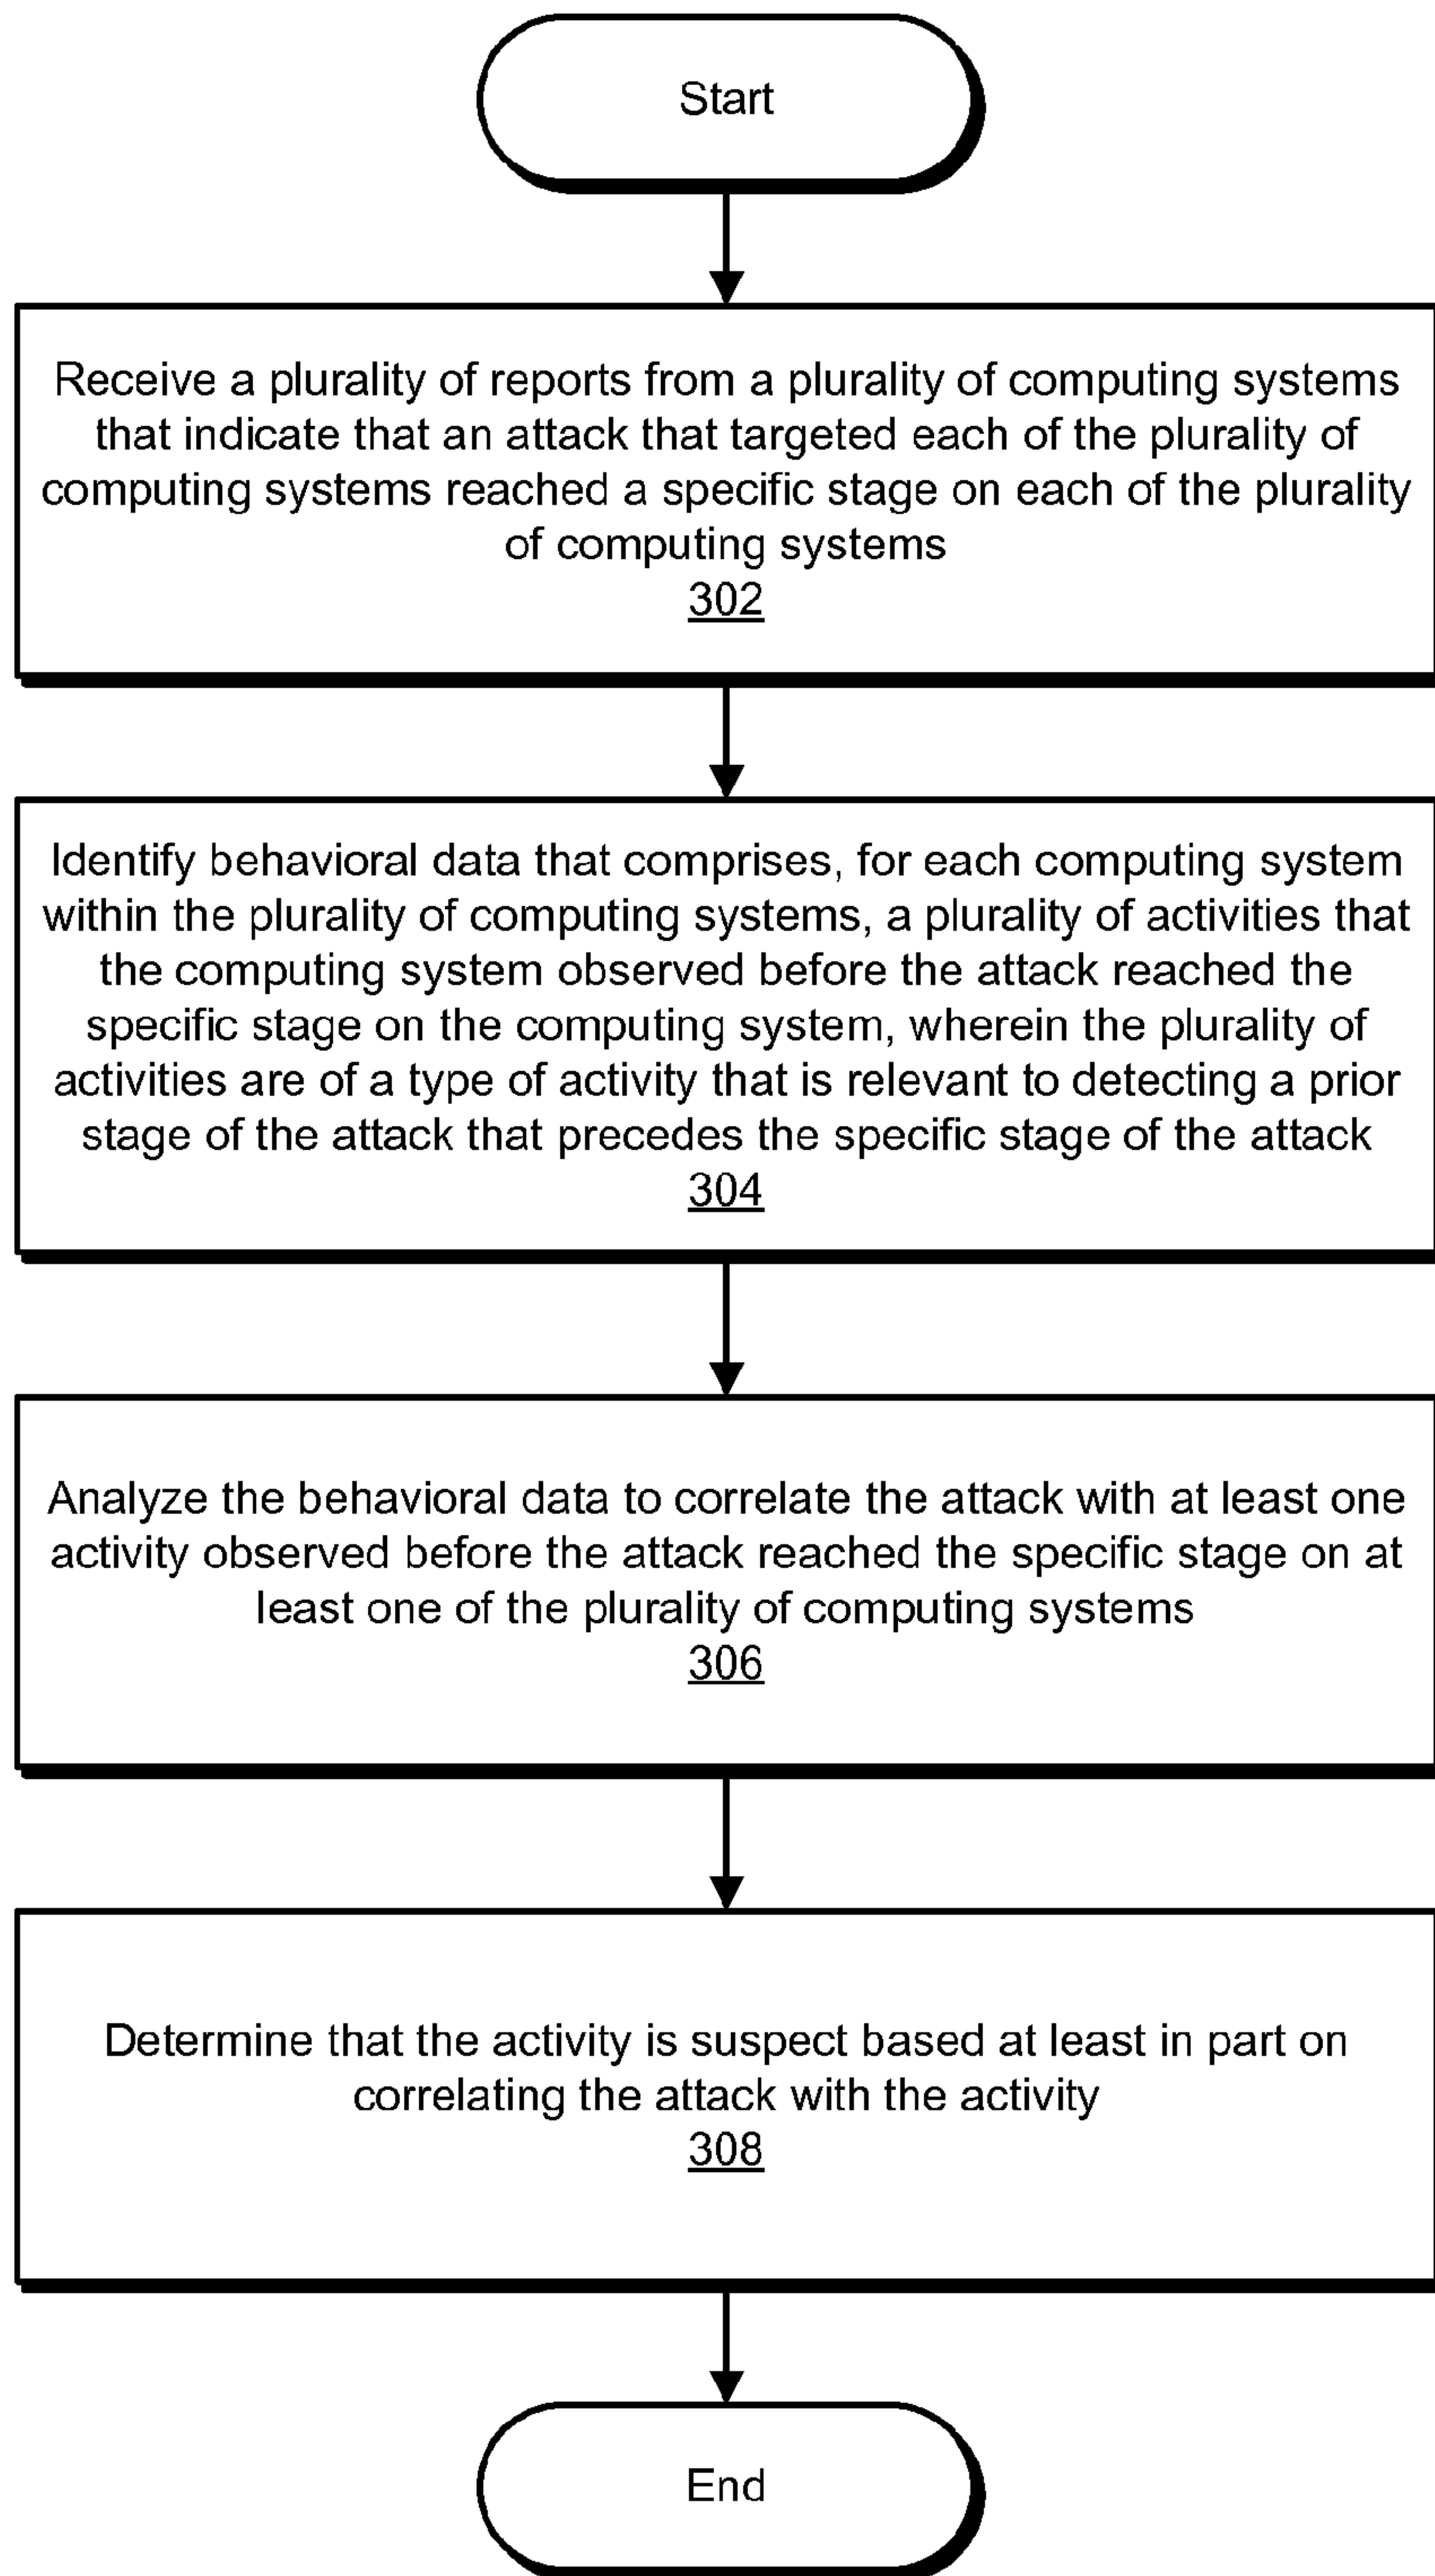 Start
Receive a plurality of reports from a plurality of computing systems
that indicate that an attack that targeted each of the plurality of
computing systems reached a specific stage on each of the plurality
of computing systems
302
Identify behavioral data that comprises, for each computing system
within the plurality of computing systems, a plurality of activities that
the computing system observed before the attack reached the
specific stage on the computing system, wherein the plurality of
activities are of a type of activity that is relevant to detecting a prior
stage of the attack that precedes the specific stage of the attack
304
Analyze the behavioral data to correlate the attack with at least one
activity observed before the attack reached the specific stage on at
least one of the plurality of computing systems
306
Determine that the activity is suspect based at least in part on
correlating the attack with the activity
308
End